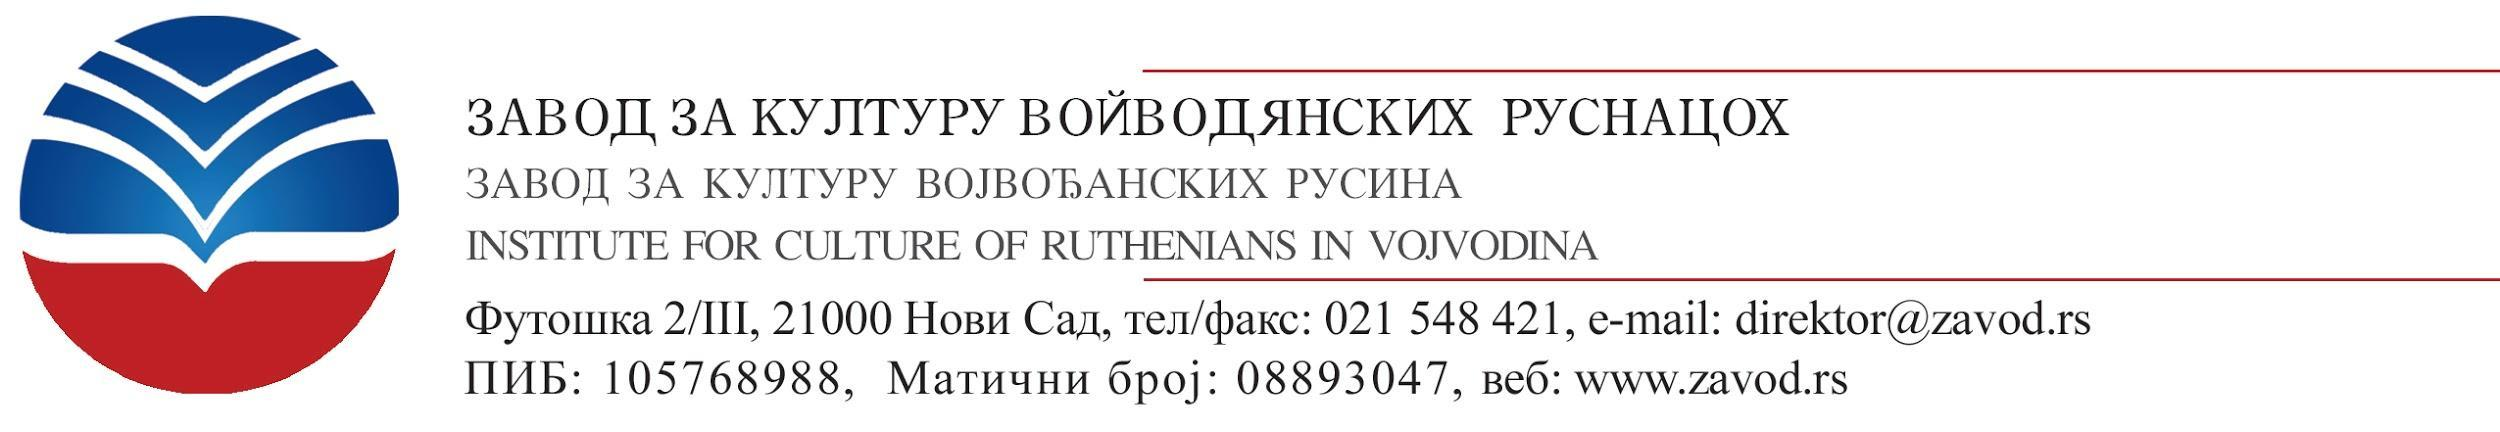 ЗАВОД ЗА КУЛТУРУ ВОЙВОДЯНСКИХ РУСНАЦОХ
ЗАВОД ЗА КУЛТУРУ ВОЈВОЂАНСКИХ РУСИНА
INSTITUTE FOR CULTURE OF RUTHENIANS IN VOJVODINA
Футошка 2/III, 21000 Нови Сад, тел/факс: 021 548 421, e-mail: direktor@zavod.rs
ПИБ: 105768988, Матични број: 08893047, веб: www.zavod.rs